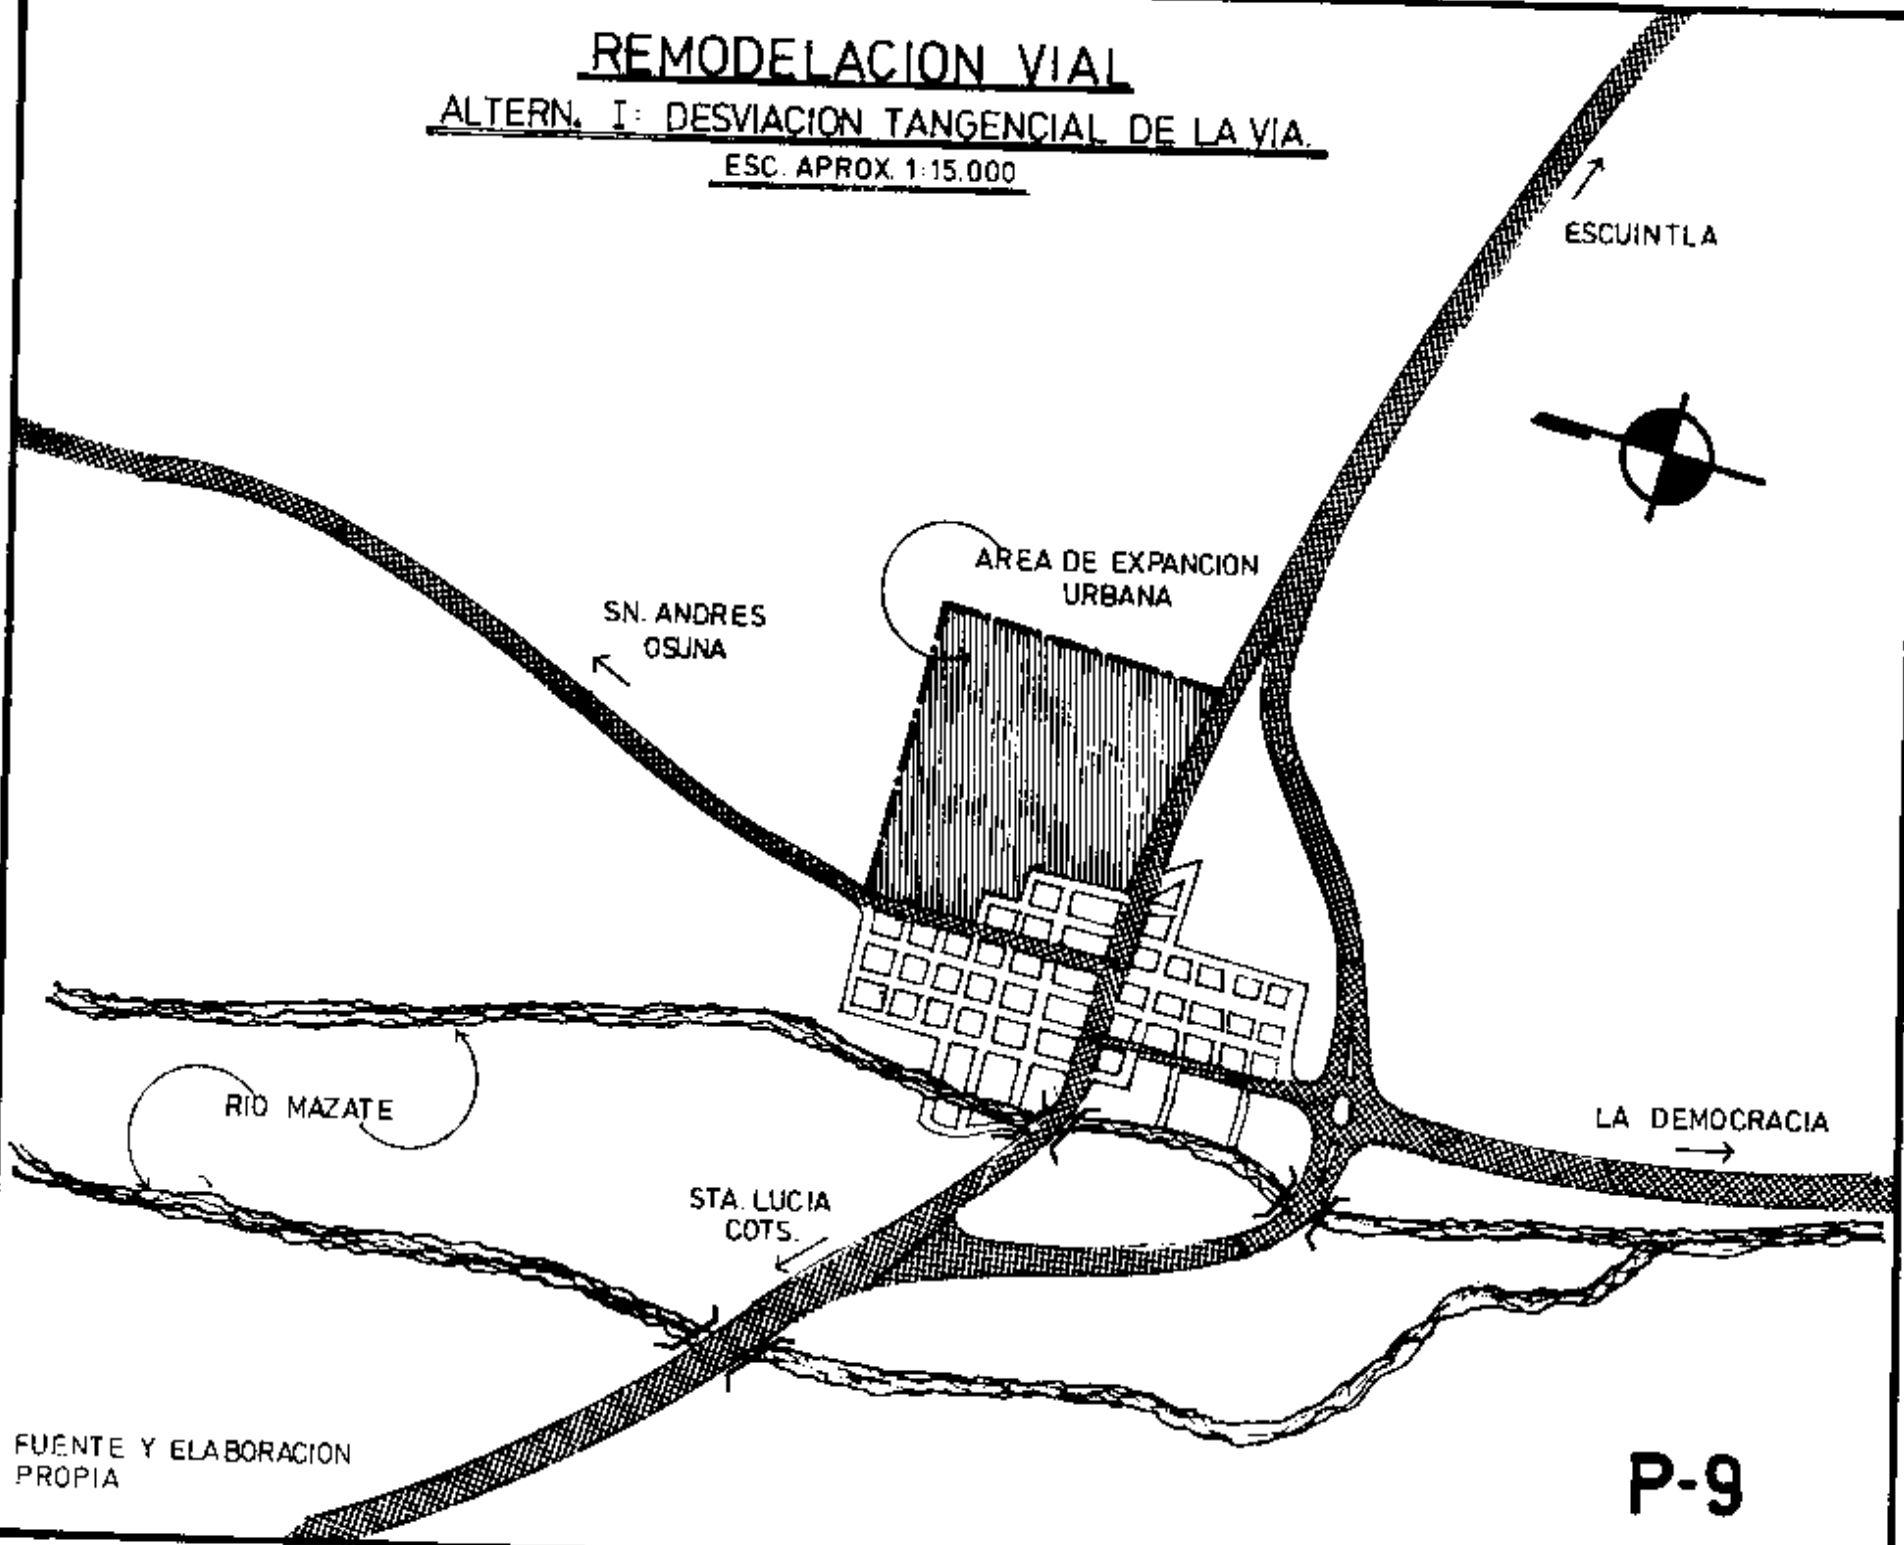 REMODELACION VIAL
ALTERN. I: DESVIACION TANGENCIAL DE LA VIA.
ESC. APROX. 1:15.000
ESCUINTLA
AREA DE EXPANCION
URBANA
SN. ANDRES
OSUNA
RIO MAZATE
LA DEMOCRACIA
STA. LUCIA
COTS.
FUENTE Y ELABORACION
PROPIA
P-9